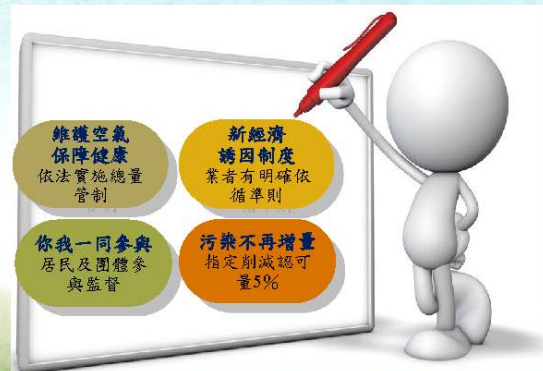 維護空氣
保障健康
依法實施總量
管制
新經濟
誘因制度
業者有明確依
循準則
你我一同參與
居民及團體參
與監督
污染不再增量
指定削減認可
量5%